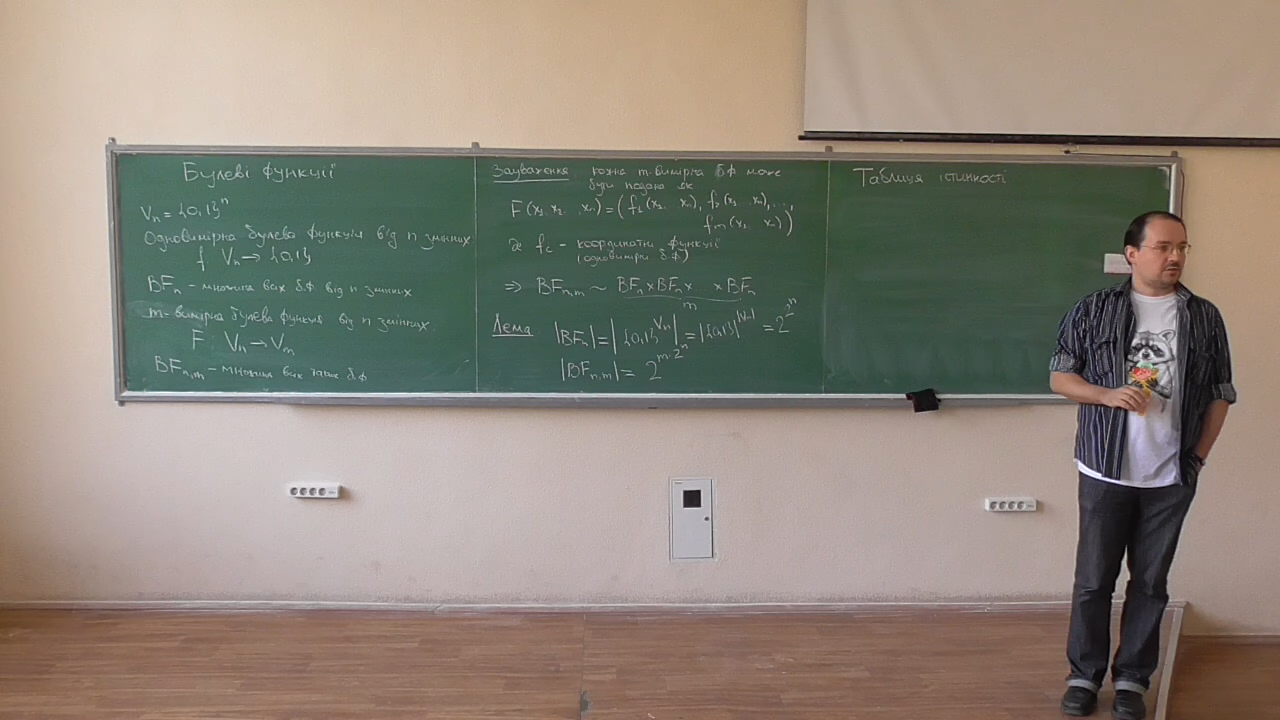 Булеві функції
Vₙ = {0,1}ⁿ
Одновимірна булева функція від n змінних
f Vₙ → {0,1}
BFₙ – множина всіх б.ф від n змінних
m-вимірна булева функція від n змінних
F Vₙ → Vₘ
BFₙ,ₘ – множина всіх таких б.ф
Зауваження кожна m-вимірна б.ф може
бути подана як
F(x₁ x₂ xₙ) = (f₁(x₁ xₙ), f₂(x₁ xₙ), ...,
fₘ(x₁ xₙ))
де fᵢ – координатні функції
(одновимірні б.ф)
⇒ BFₙ,ₘ ~ BFₙ × BFₙ × × BFₙ
m
Лема |BFₙ| = |{0,1}^Vₙ| = |{0,1}|^|Vₙ| = 2^2^n
|BFₙ,ₘ| = 2^m·2^n
Таблиця істинності